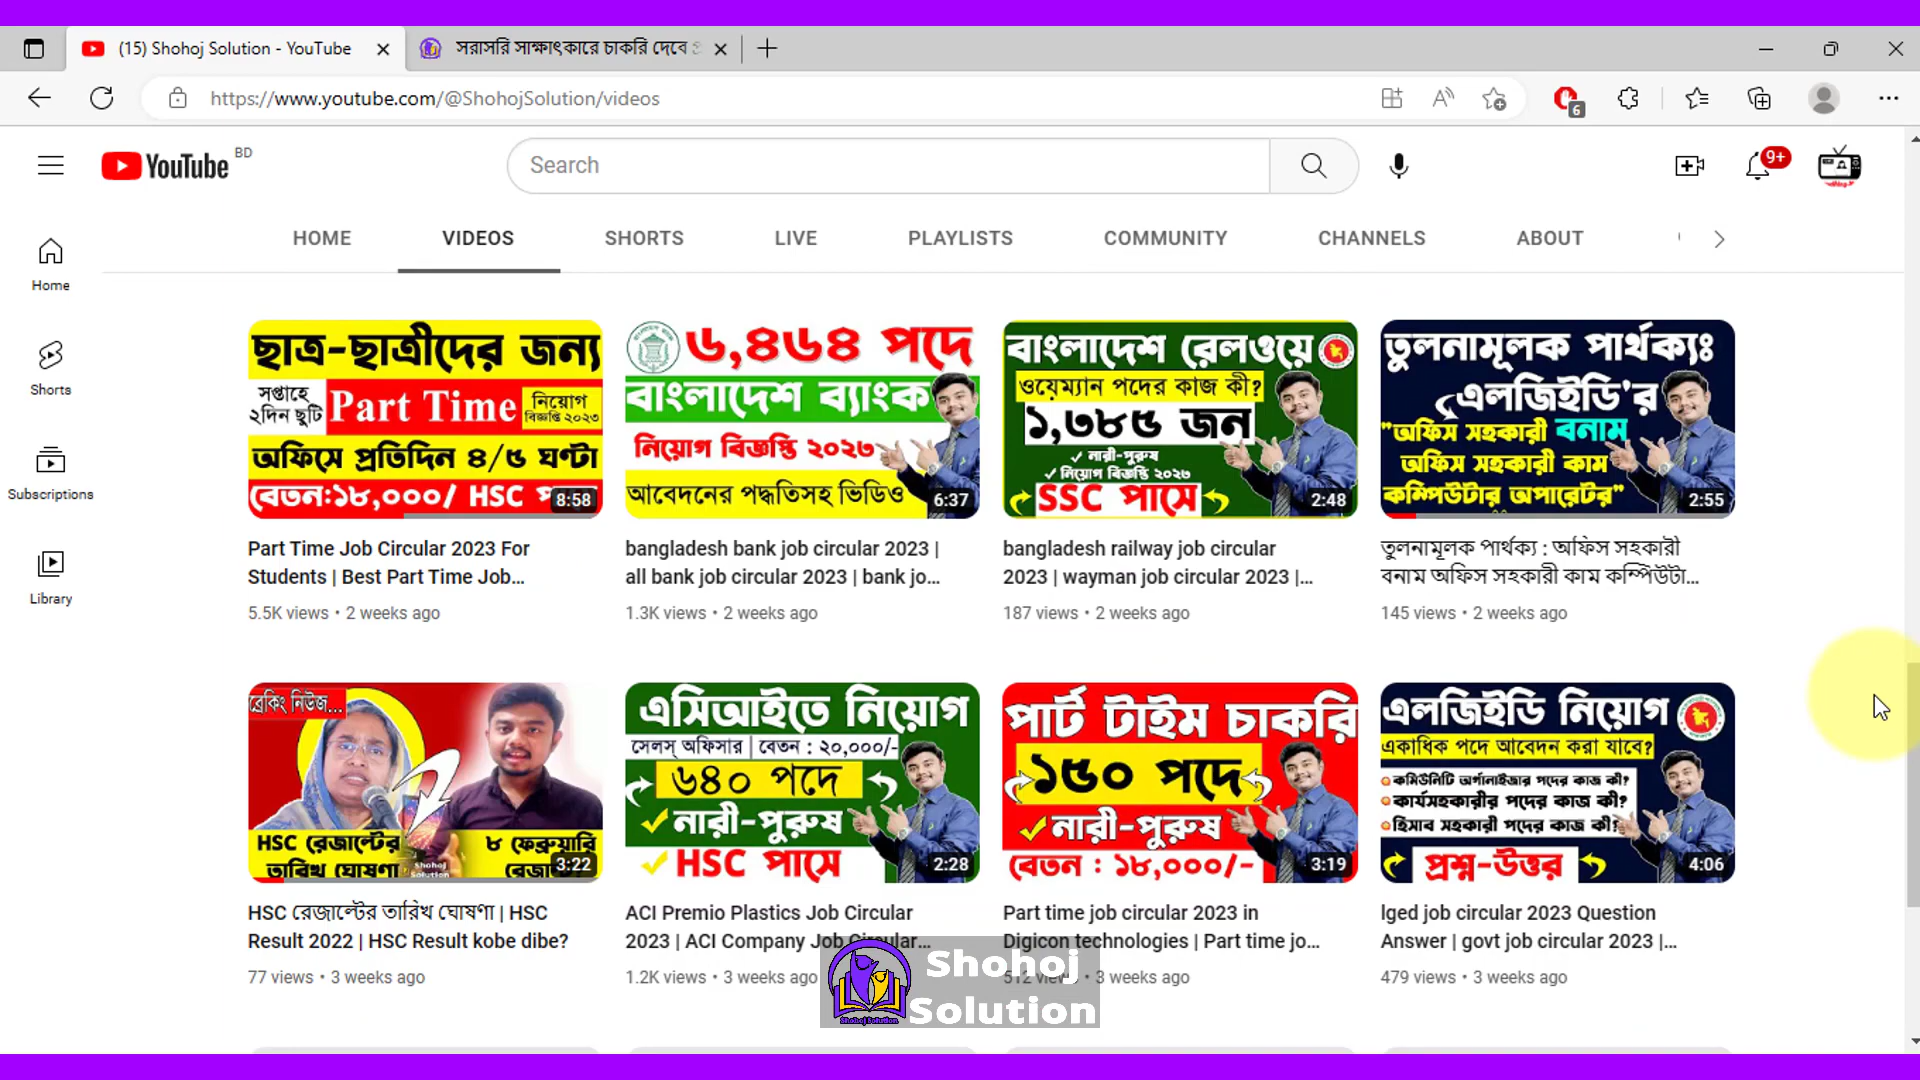 (15) Shohoj Solution - YouTube
সরাসরি সাক্ষাৎকারে চাকরি দেবে
https://www.youtube.com/@ShohojSolution/videos
6
YouTube BD
Search
9+
HOME VIDEOS SHORTS LIVE PLAYLISTS COMMUNITY CHANNELS ABOUT
Home
Shorts
Subscriptions
Library
ছাত্র-ছাত্রীদের জন্য
সপ্তাহে
২দিন ছুটি
Part Time
নিয়োগ
বিজ্ঞপ্তি ২০২৩
অফিসে প্রতিদিন ৪/৫ ঘণ্টা
বেতন:১৮,০০০/ HSC
8:58
Part Time Job Circular 2023 For
Students | Best Part Time Job...
5.5K views • 2 weeks ago
৬,৪৬৪ পদে
বাংলাদেশ ব্যাংক
নিয়োগ বিজ্ঞপ্তি ২০২৩
আবেদনের পদ্ধতিসহ ভিডিও
6:37
bangladesh bank job circular 2023 |
all bank job circular 2023 | bank jo...
1.3K views • 2 weeks ago
বাংলাদেশ রেলওয়ে
ওয়েম্যান পদের কাজ কী?
১,৩৮৫ জন
✓ নারী-পুরুষ
✓ নিয়োগ বিজ্ঞপ্তি ২০২৩
SSC পাসে
2:48
bangladesh railway job circular
2023 | wayman job circular 2023 |...
187 views • 2 weeks ago
তুলনামূলক পার্থক্যঃ
এলজিইডি'র
"অফিস সহকারী বনাম
অফিস সহকারী কাম
কম্পিউটার অপারেটর"
2:55
তুলনামূলক পার্থক্য : অফিস সহকারী
বনাম অফিস সহকারী কাম কম্পিউটা...
145 views • 2 weeks ago
ব্রেকিং নিউজ...
HSC রেজাল্টের
তারিখ ঘোষণা
৮ ফেব্রুয়ারি
Shohoj
Solution
3:22
HSC রেজাল্টের তারিখ ঘোষণা | HSC
Result 2022 | HSC Result kobe dibe?
77 views • 3 weeks ago
এসিআইতে নিয়োগ
সেলস্ অফিসার | বেতন : ২০,০০০/-
৬৪০ পদে
✓ নারী-পুরুষ
✓ HSC পাসে
2:28
ACI Premio Plastics Job Circular
2023 | ACI Company Job Circular...
1.2K views • 3 weeks ago
পার্ট টাইম চাকরি
১৫০ পদে
✓ নারী-পুরুষ
বেতন : ১৮,০০০/-
3:19
Part time job circular 2023 in
Digicon technologies | Part time jo...
512 • 3 weeks ago
এলজিইডি নিয়োগ
একাধিক পদে আবেদন করা যাবে?
কমিউনিটি অর্গানাইজার পদের কাজ কী?
কার্যসহকারীর পদের কাজ কী?
হিসাব সহকারী পদের কাজ কী?
প্রশ্ন-উত্তর
4:06
lged job circular 2023 Question
Answer | govt job circular 2023 |...
479 views • 3 weeks ago
Shohoj
Solution
Shohoj Solution